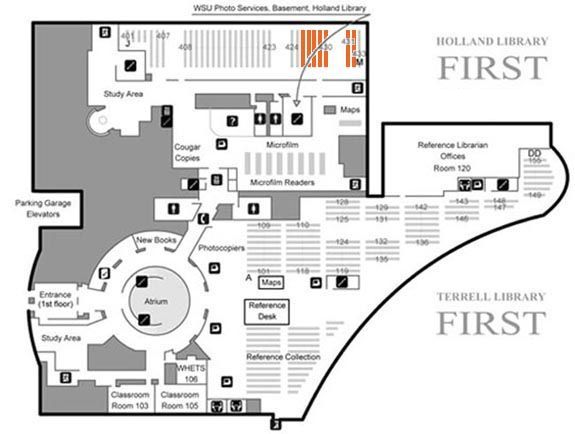 WSU Photo Services, Basement, Holland Library
401
407
408
423
424
430
431
433
J
M
HOLLAND LIBRARY
FIRST
Study Area
?
Maps
Cougar
Copies
Microfilm
Microfilm Readers
Reference Librarian
Offices
Room 120
DD
155
149
Parking Garage
Elevators
128
125
129
131
142
136
143
146
148
147
New Books
Photocopiers
109
110
124
132
135
101
118
119
A
Maps
Entrance
(1st floor)
Atrium
Reference
Desk
TERRELL LIBRARY
FIRST
Study Area
Reference Collection
WHETS
106
Classroom
Room 103
Classroom
Room 105